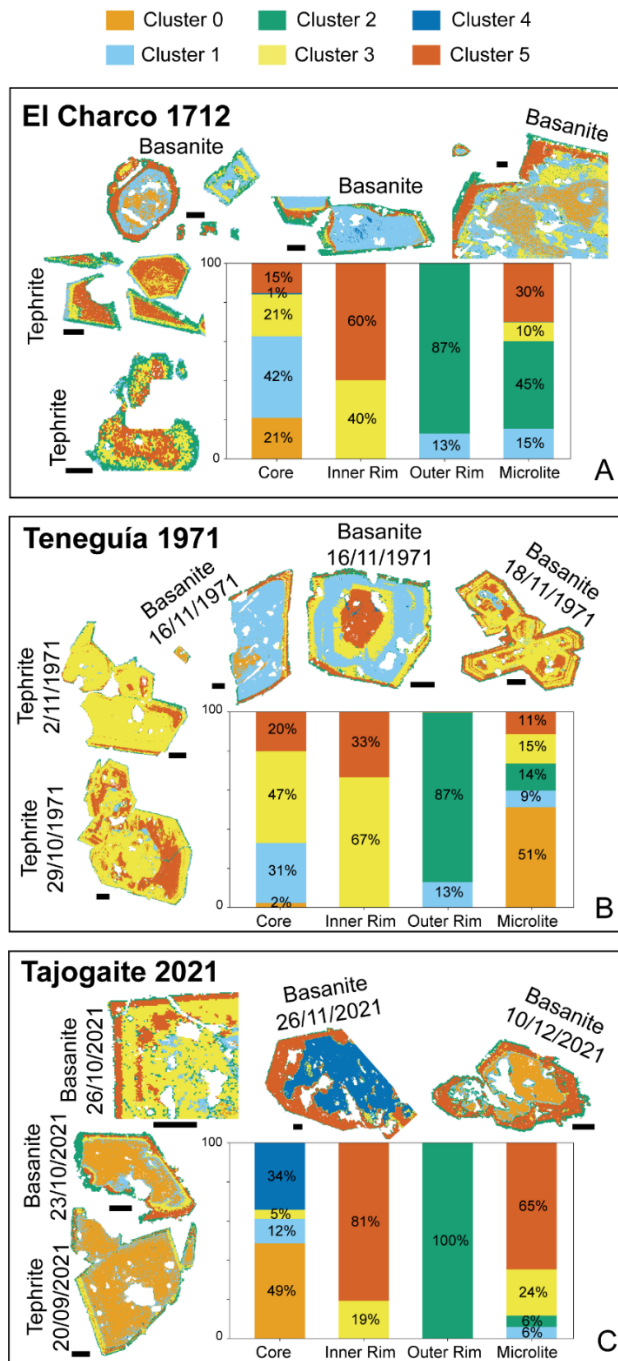 Cluster 0
Cluster 2
Cluster 4
Cluster 1
Cluster 3
Cluster 5
El Charco 1712
Basanite
Basanite
Basanite
Tephrite
Tephrite
100
0
15%
1%
21%
42%
21%
60%
40%
87%
13%
30%
10%
45%
15%
Core
Inner Rim
Outer Rim
Microlite
A
Teneguía 1971
Basanite
16/11/1971
Basanite
16/11/1971
Basanite
18/11/1971
Tephrite
2/11/1971
Tephrite
29/10/1971
100
0
20%
47%
31%
2%
33%
67%
87%
13%
11%
15%
14%
9%
51%
Core
Inner Rim
Outer Rim
Microlite
B
Tajogaite 2021
Basanite
26/10/2021
Basanite
26/11/2021
Basanite
10/12/2021
Basanite
23/10/2021
Tephrite
20/09/2021
100
0
34%
5%
12%
49%
81%
19%
100%
65%
24%
6%
6%
Core
Inner Rim
Outer Rim
Microlite
C